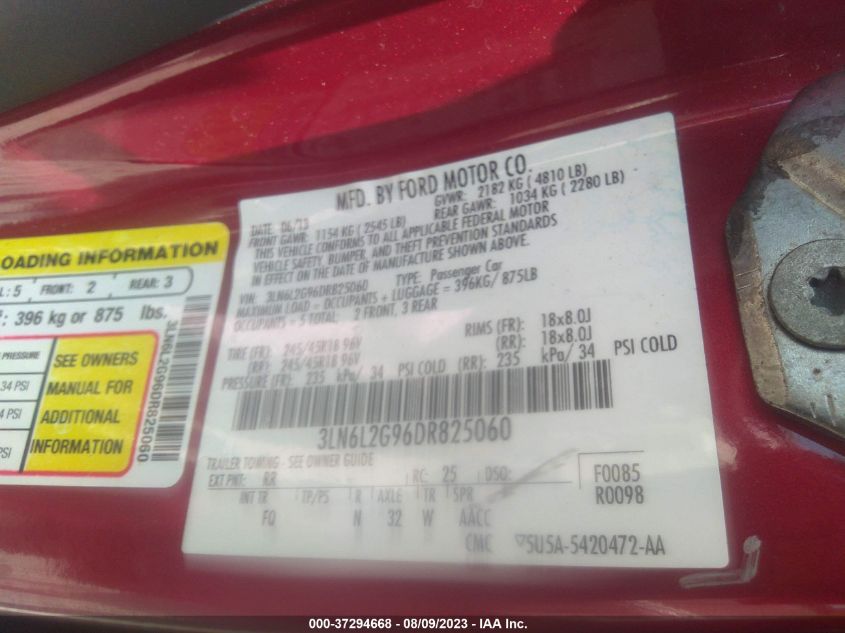 MFD. BY FORD MOTOR CO.
DATE: 06/13 GVWR: 2182 KG ( 4810 LB)
FRONT GAWR: 1154 KG ( 2545 LB) REAR GAWR: 1034 KG ( 2280 LB)
THIS VEHICLE CONFORMS TO ALL APPLICABLE FEDERAL MOTOR
VEHICLE SAFETY, BUMPER, AND THEFT PREVENTION STANDARDS
IN EFFECT ON THE DATE OF MANUFACTURE SHOWN ABOVE.
VIN: 3LN6L2G96DR825060 TYPE: Passenger Car
MAXIMUM LOAD = OCCUPANTS + LUGGAGE = 396KG/ 875LB
OCCUPANTS = 5 TOTAL: 2 FRONT, 3 REAR
TIRE (FR): 245/45R18 96V RIMS (FR): 18x8.0J
(RR): 245/45R18 96V (RR): 18x8.0J
PRESSURE (FR): 235 kPa/ 34 PSI COLD (RR): 235 kPa/ 34 PSI COLD
3LN6L2G96DR825060
TRAILER TOWING - SEE OWNER GUIDE
EXT PNT: RR RC: 25 DSO: F0085
INT TR TP/PS R AXLE TR SPR R0098
FQ N 32 W AACC
CMC 5U5A-5420472-AA
LOADING INFORMATION
L: 5 FRONT: 2 REAR: 3
: 396 kg or 875 lbs.
PRESSURE SEE OWNERS
34 PSI MANUAL FOR
4 PSI ADDITIONAL
INFORMATION
3LN6L2G96DR825060
000-37294668 - 08/09/2023 - IAA Inc.